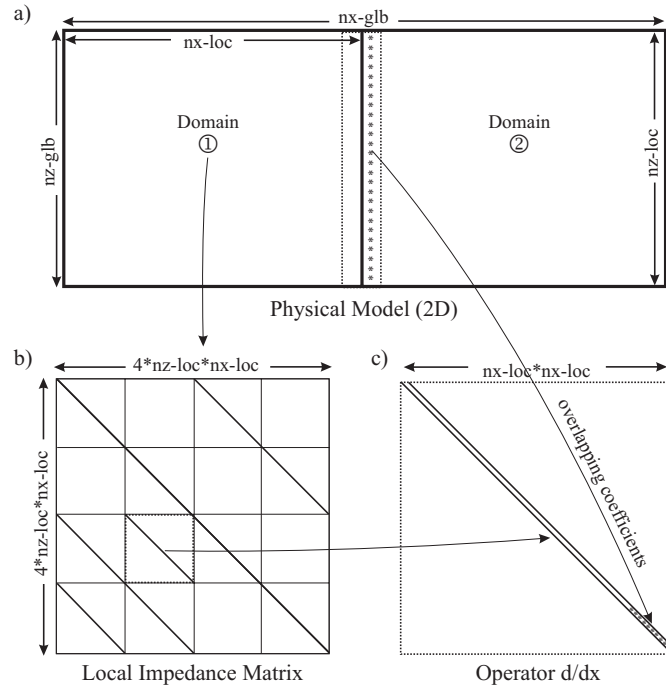 a)
nx-glb
nx-loc
Domain
①
Domain
②
nz-glb
nz-loc
Physical Model (2D)
b)
4*nz-loc*nx-loc
4*nz-loc*nx-loc
Local Impedance Matrix
c)
nx-loc*nx-loc
overlapping coefficients
Operator d/dx